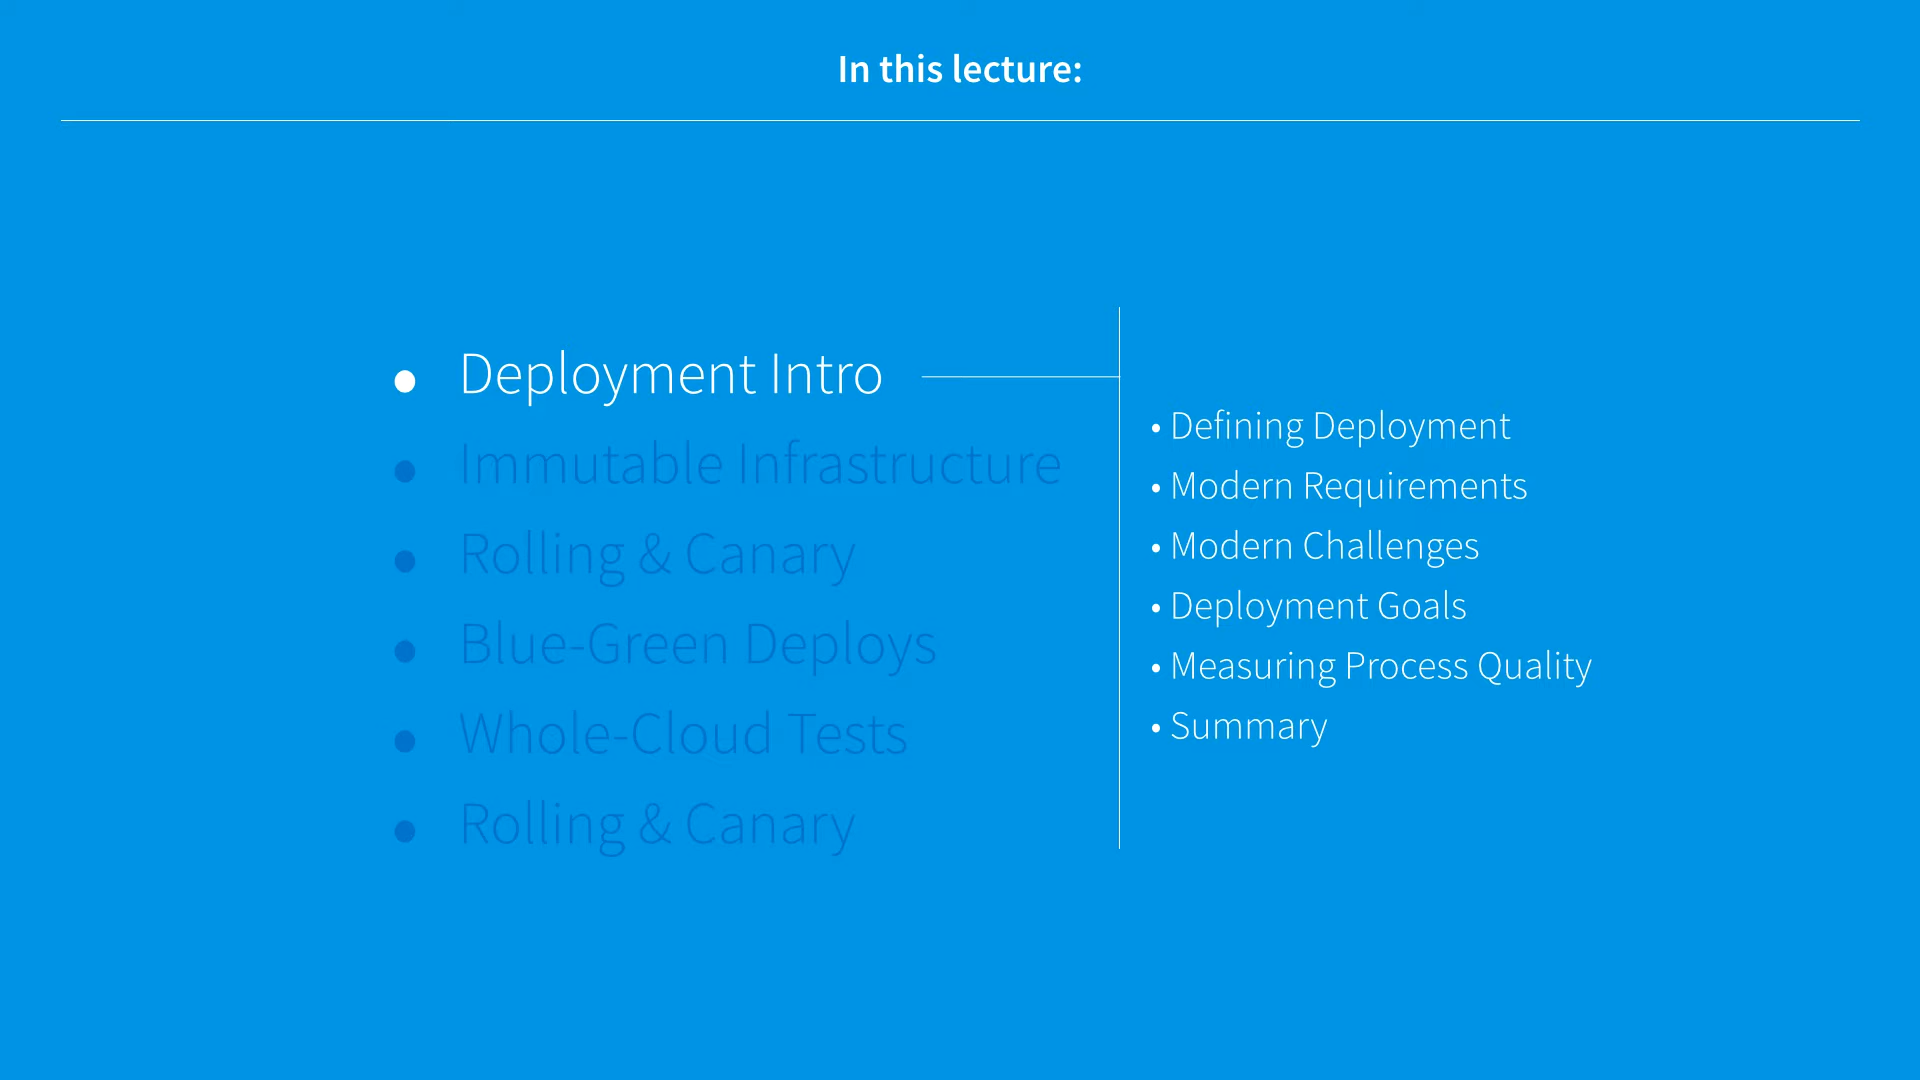 In this lecture:
• Deployment Intro
• Immutable Infrastructure
• Rolling & Canary
• Blue-Green Deploys
• Whole-Cloud Tests
• Rolling & Canary
• Defining Deployment
• Modern Requirements
• Modern Challenges
• Deployment Goals
• Measuring Process Quality
• Summary